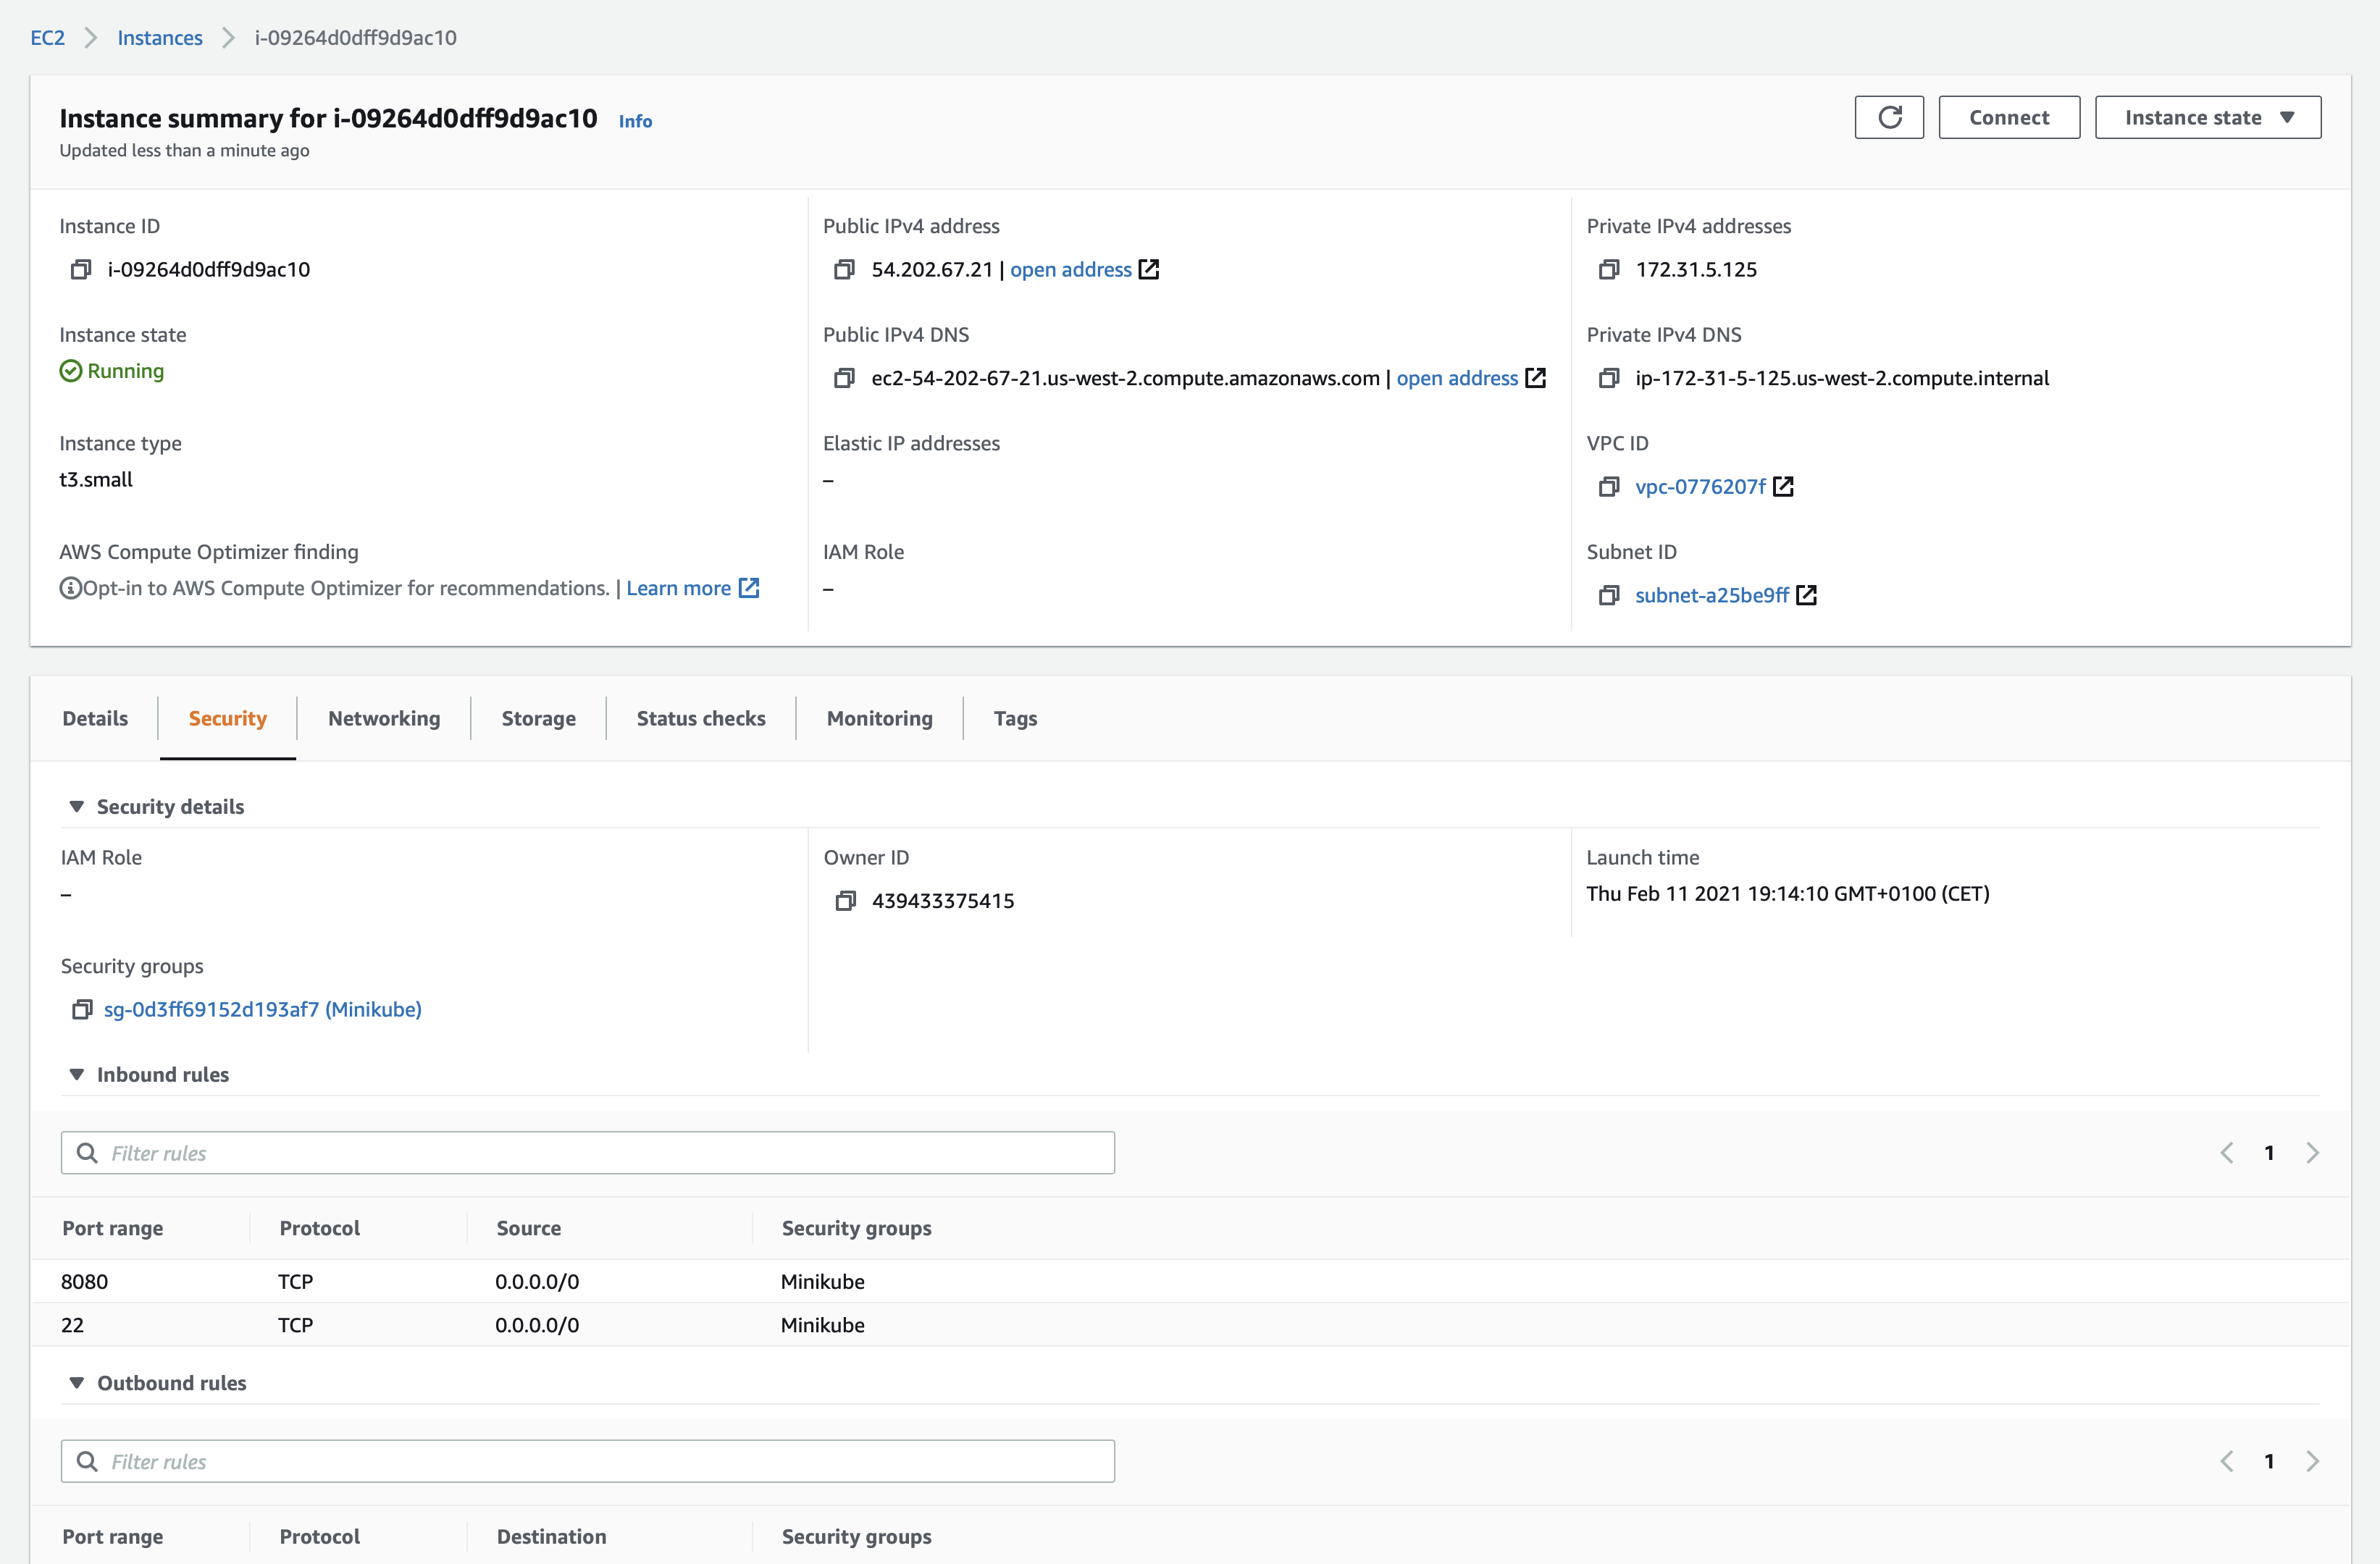 EC2 > Instances > i-09264d0dff9d9ac10
Instance summary for i-09264d0dff9d9ac10 Info
Updated less than a minute ago
Connect
Instance state
Instance ID
i-09264d0dff9d9ac10
Public IPv4 address
54.202.67.21 | open address
Private IPv4 addresses
172.31.5.125
Instance state
Running
Public IPv4 DNS
ec2-54-202-67-21.us-west-2.compute.amazonaws.com | open address
Private IPv4 DNS
ip-172-31-5-125.us-west-2.compute.internal
Instance type
t3.small
Elastic IP addresses
–
VPC ID
vpc-0776207f
AWS Compute Optimizer finding
Opt-in to AWS Compute Optimizer for recommendations. | Learn more
IAM Role
–
Subnet ID
subnet-a25be9ff
Details Security Networking Storage Status checks Monitoring Tags
Security details
IAM Role
–
Owner ID
439433375415
Launch time
Thu Feb 11 2021 19:14:10 GMT+0100 (CET)
Security groups
sg-0d3ff69152d193af7 (Minikube)
Inbound rules
Filter rules
1
Port range Protocol Source Security groups
8080 TCP 0.0.0.0/0 Minikube
22 TCP 0.0.0.0/0 Minikube
Outbound rules
Filter rules
1
Port range Protocol Destination Security groups